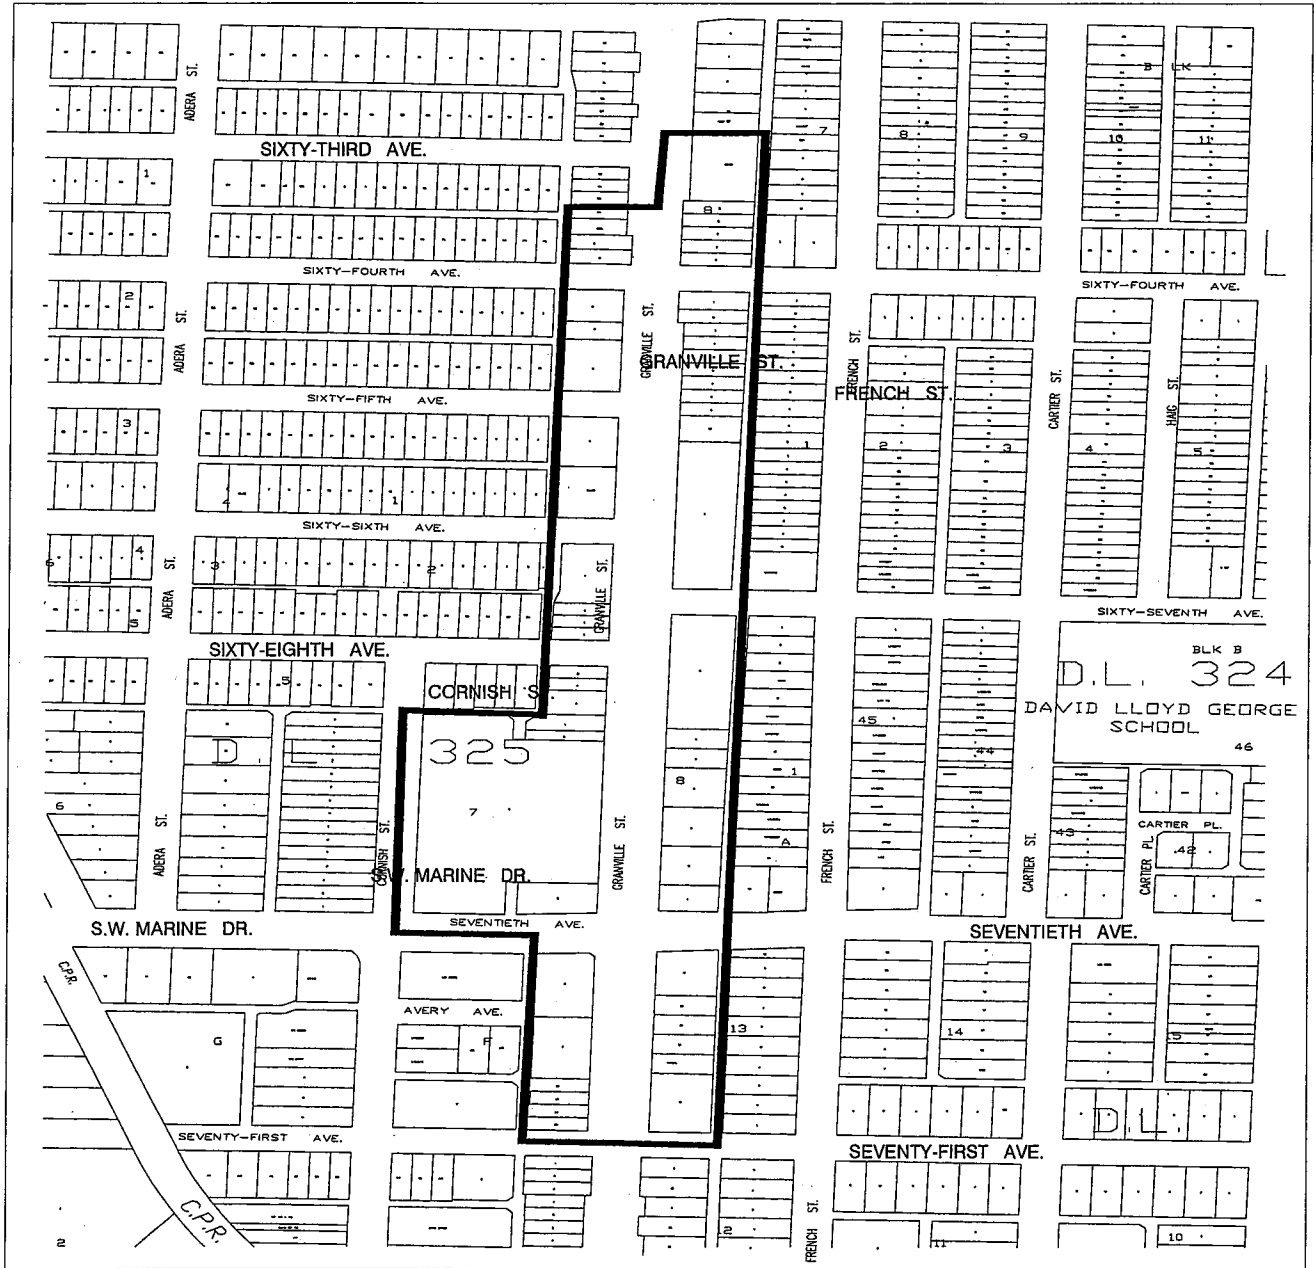 ADERA ST.
B LK
SIXTY-THIRD AVE.
7
8
9
10
11
1
8
SIXTY-FOURTH AVE.
SIXTY-FOURTH AVE.
2
ADERA ST.
GRANVILLE ST.
GRANVILLE ST.
FRENCH ST.
FRENCH ST.
CARTIER ST.
HAIG ST.
SIXTY-FIFTH AVE.
3
1
2
3
4
5
4
1
SIXTY-SIXTH AVE.
6
4
3
2
ADERA ST.
GRANVILLE ST.
5
SIXTY-SEVENTH AVE.
SIXTY-EIGHTH AVE.
BLK B
D.L. 324
DAVID LLOYD GEORGE
SCHOOL
46
5
CORNISH S
45
44
D L 325
6
7
8
1
A
ADERA ST.
CORNISH ST.
GRANVILLE ST.
FRENCH ST.
CARTIER ST.
43
CARTIER PL.
CARTIER PL.
42
S.W. MARINE DR.
S.W. MARINE DR.
SEVENTIETH AVE.
SEVENTIETH AVE.
C.P.R.
AVERY AVE.
G
F
13
14
15
D.L.
SEVENTY-FIRST AVE.
SEVENTY-FIRST AVE.
C.P.R.
FRENCH ST.
2
2
11
10